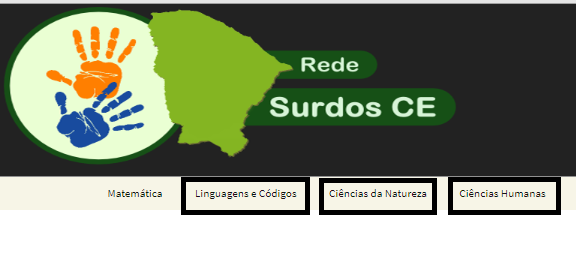 Rede
Surdos CE
Matemática Linguagens e Códigos Ciências da Natureza Ciências Humanas